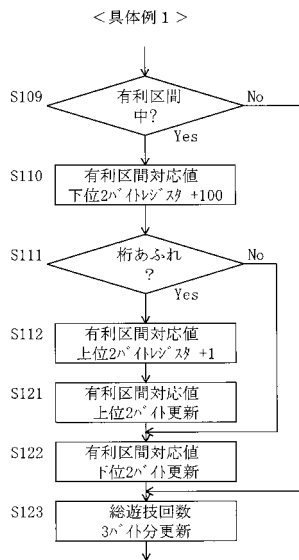 ＜具体例１＞
S109
有利区間
中?
No
Yes
S110
有利区間対応値
下位2ﾊﾞｲﾄﾚｼﾞｽﾀ +100
S111
桁あふれ
?
No
Yes
S112
有利区間対応値
上位2ﾊﾞｲﾄﾚｼﾞｽﾀ +1
S121
有利区間対応値
上位2ﾊﾞｲﾄ更新
S122
有利区間対応値
下位2ﾊﾞｲﾄ更新
S123
総遊技回数
3ﾊﾞｲﾄ分更新